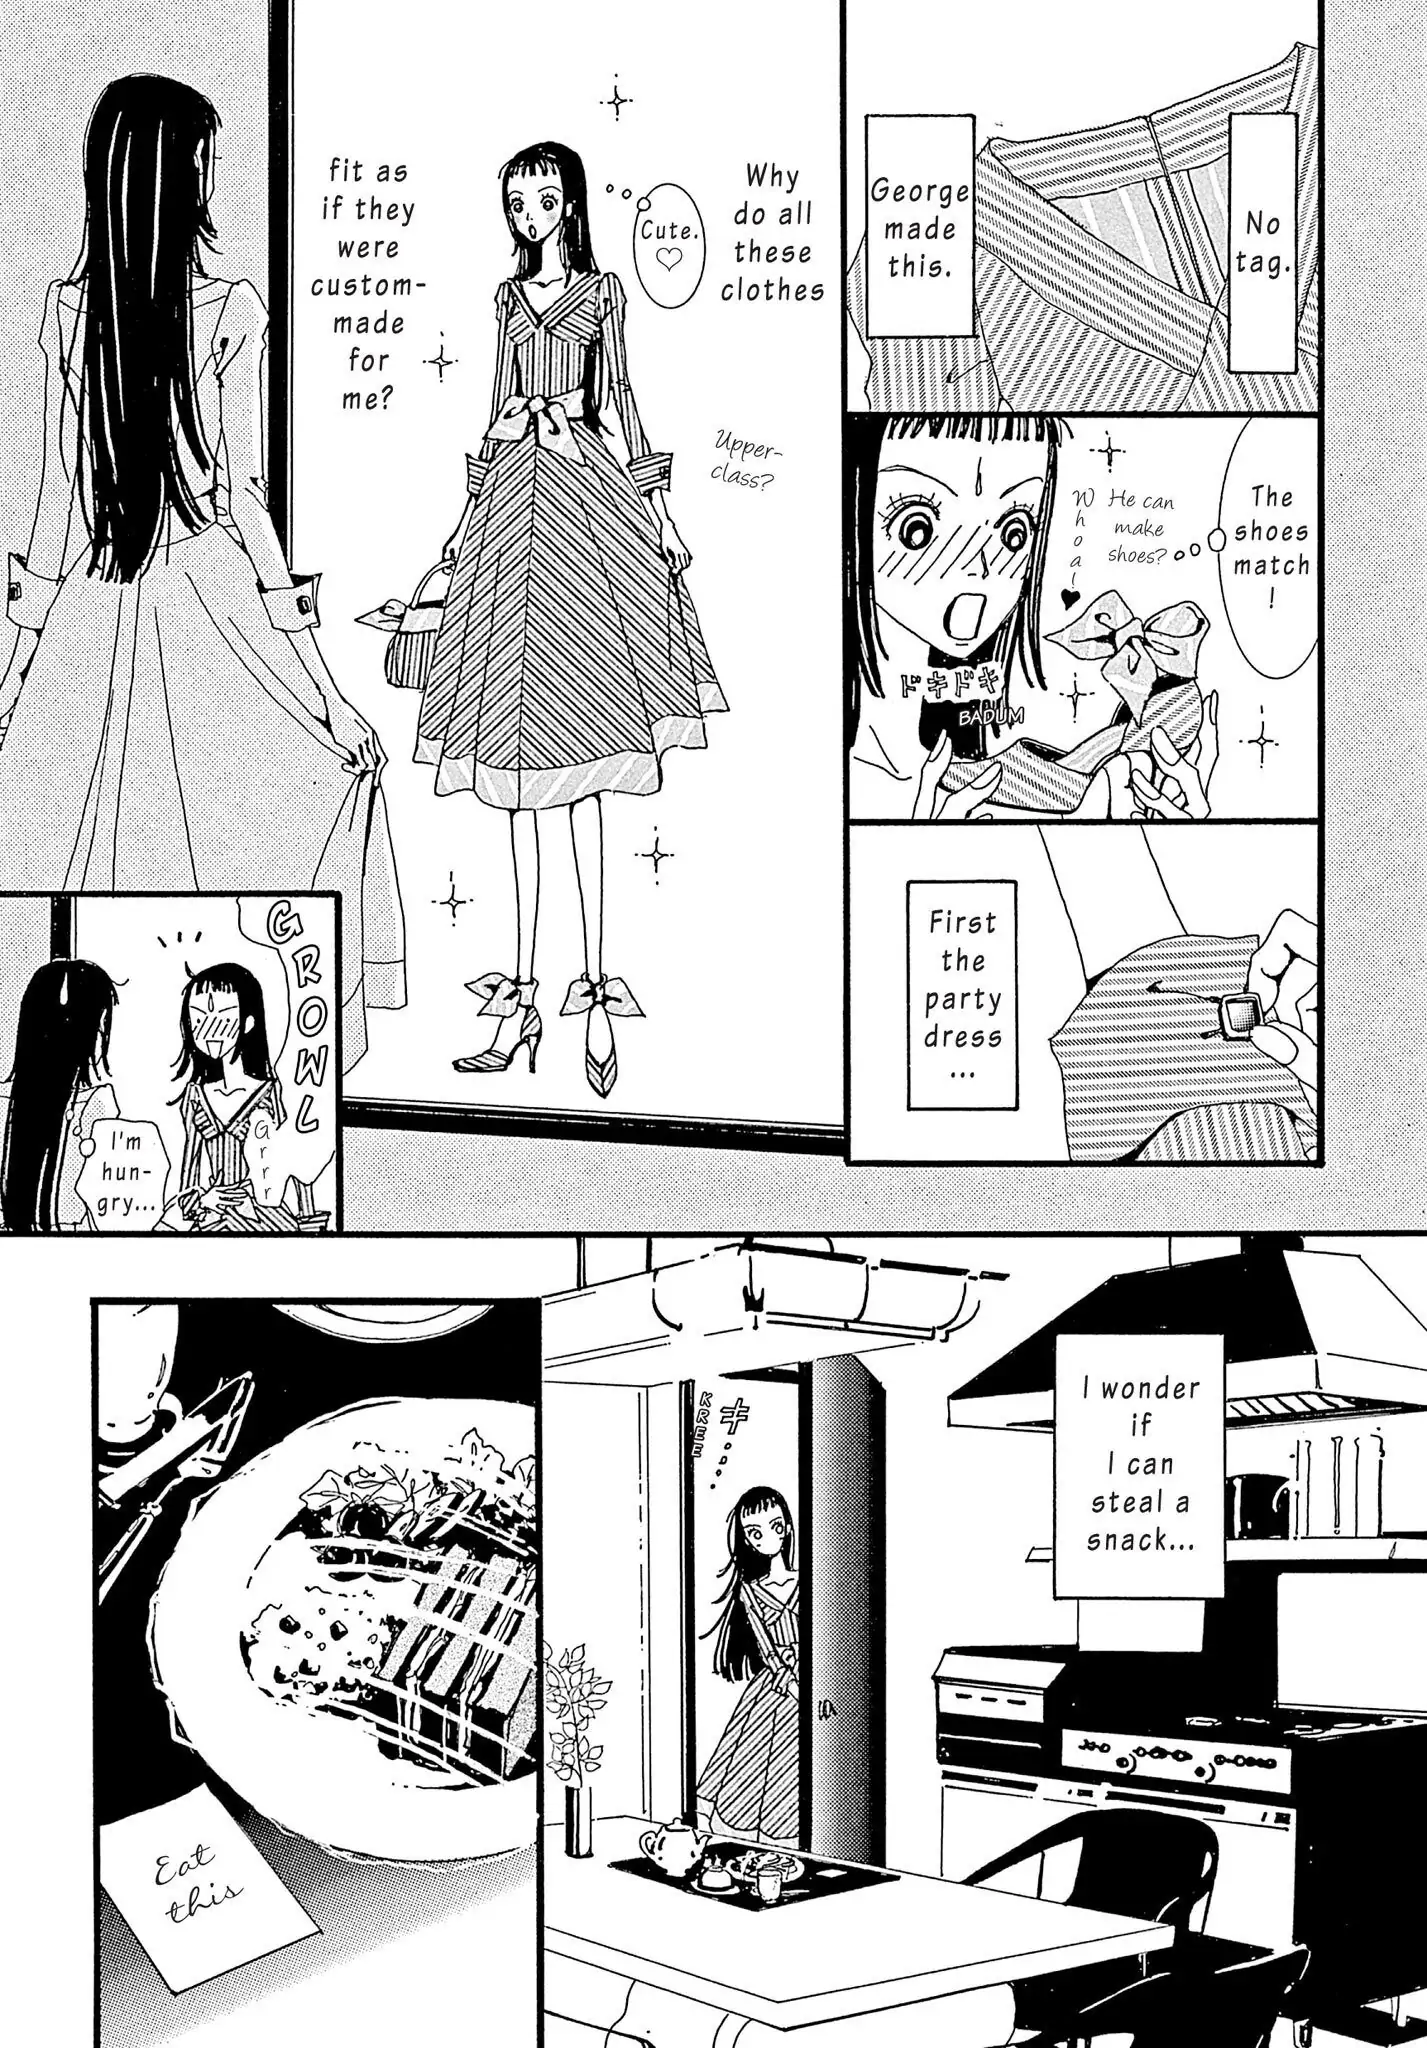 No
tag.
George
made
this.
The
shoes
match
!
He can
make
shoes?
Whoa!
♥
ドキドキ
BADUM
First
the
party
dress
...
Why
do all
these
clothes
Cute.
♡
fit as
if they
were
custom-
made
for
me?
Upper-
class?
GROWL
Grrr
I'm
hun-
gry...
I wonder
if
I can
steal a
snack...
キ...
KREE
Eat
this